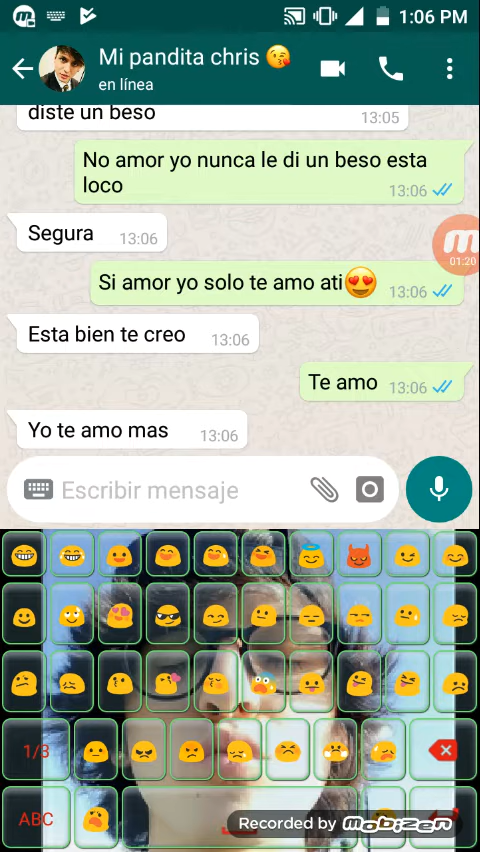 1:06 PM
Mi pandita chris 😘
en línea
diste un beso
13:05
No amor yo nunca le di un beso esta
loco
13:06
01:20
Segura 13:06
Si amor yo solo te amo ati😍 13:06
Esta bien te creo 13:06
Te amo 13:06
Yo te amo mas 13:06
Escribir mensaje
1/3
ABC
Recorded by Mobizen